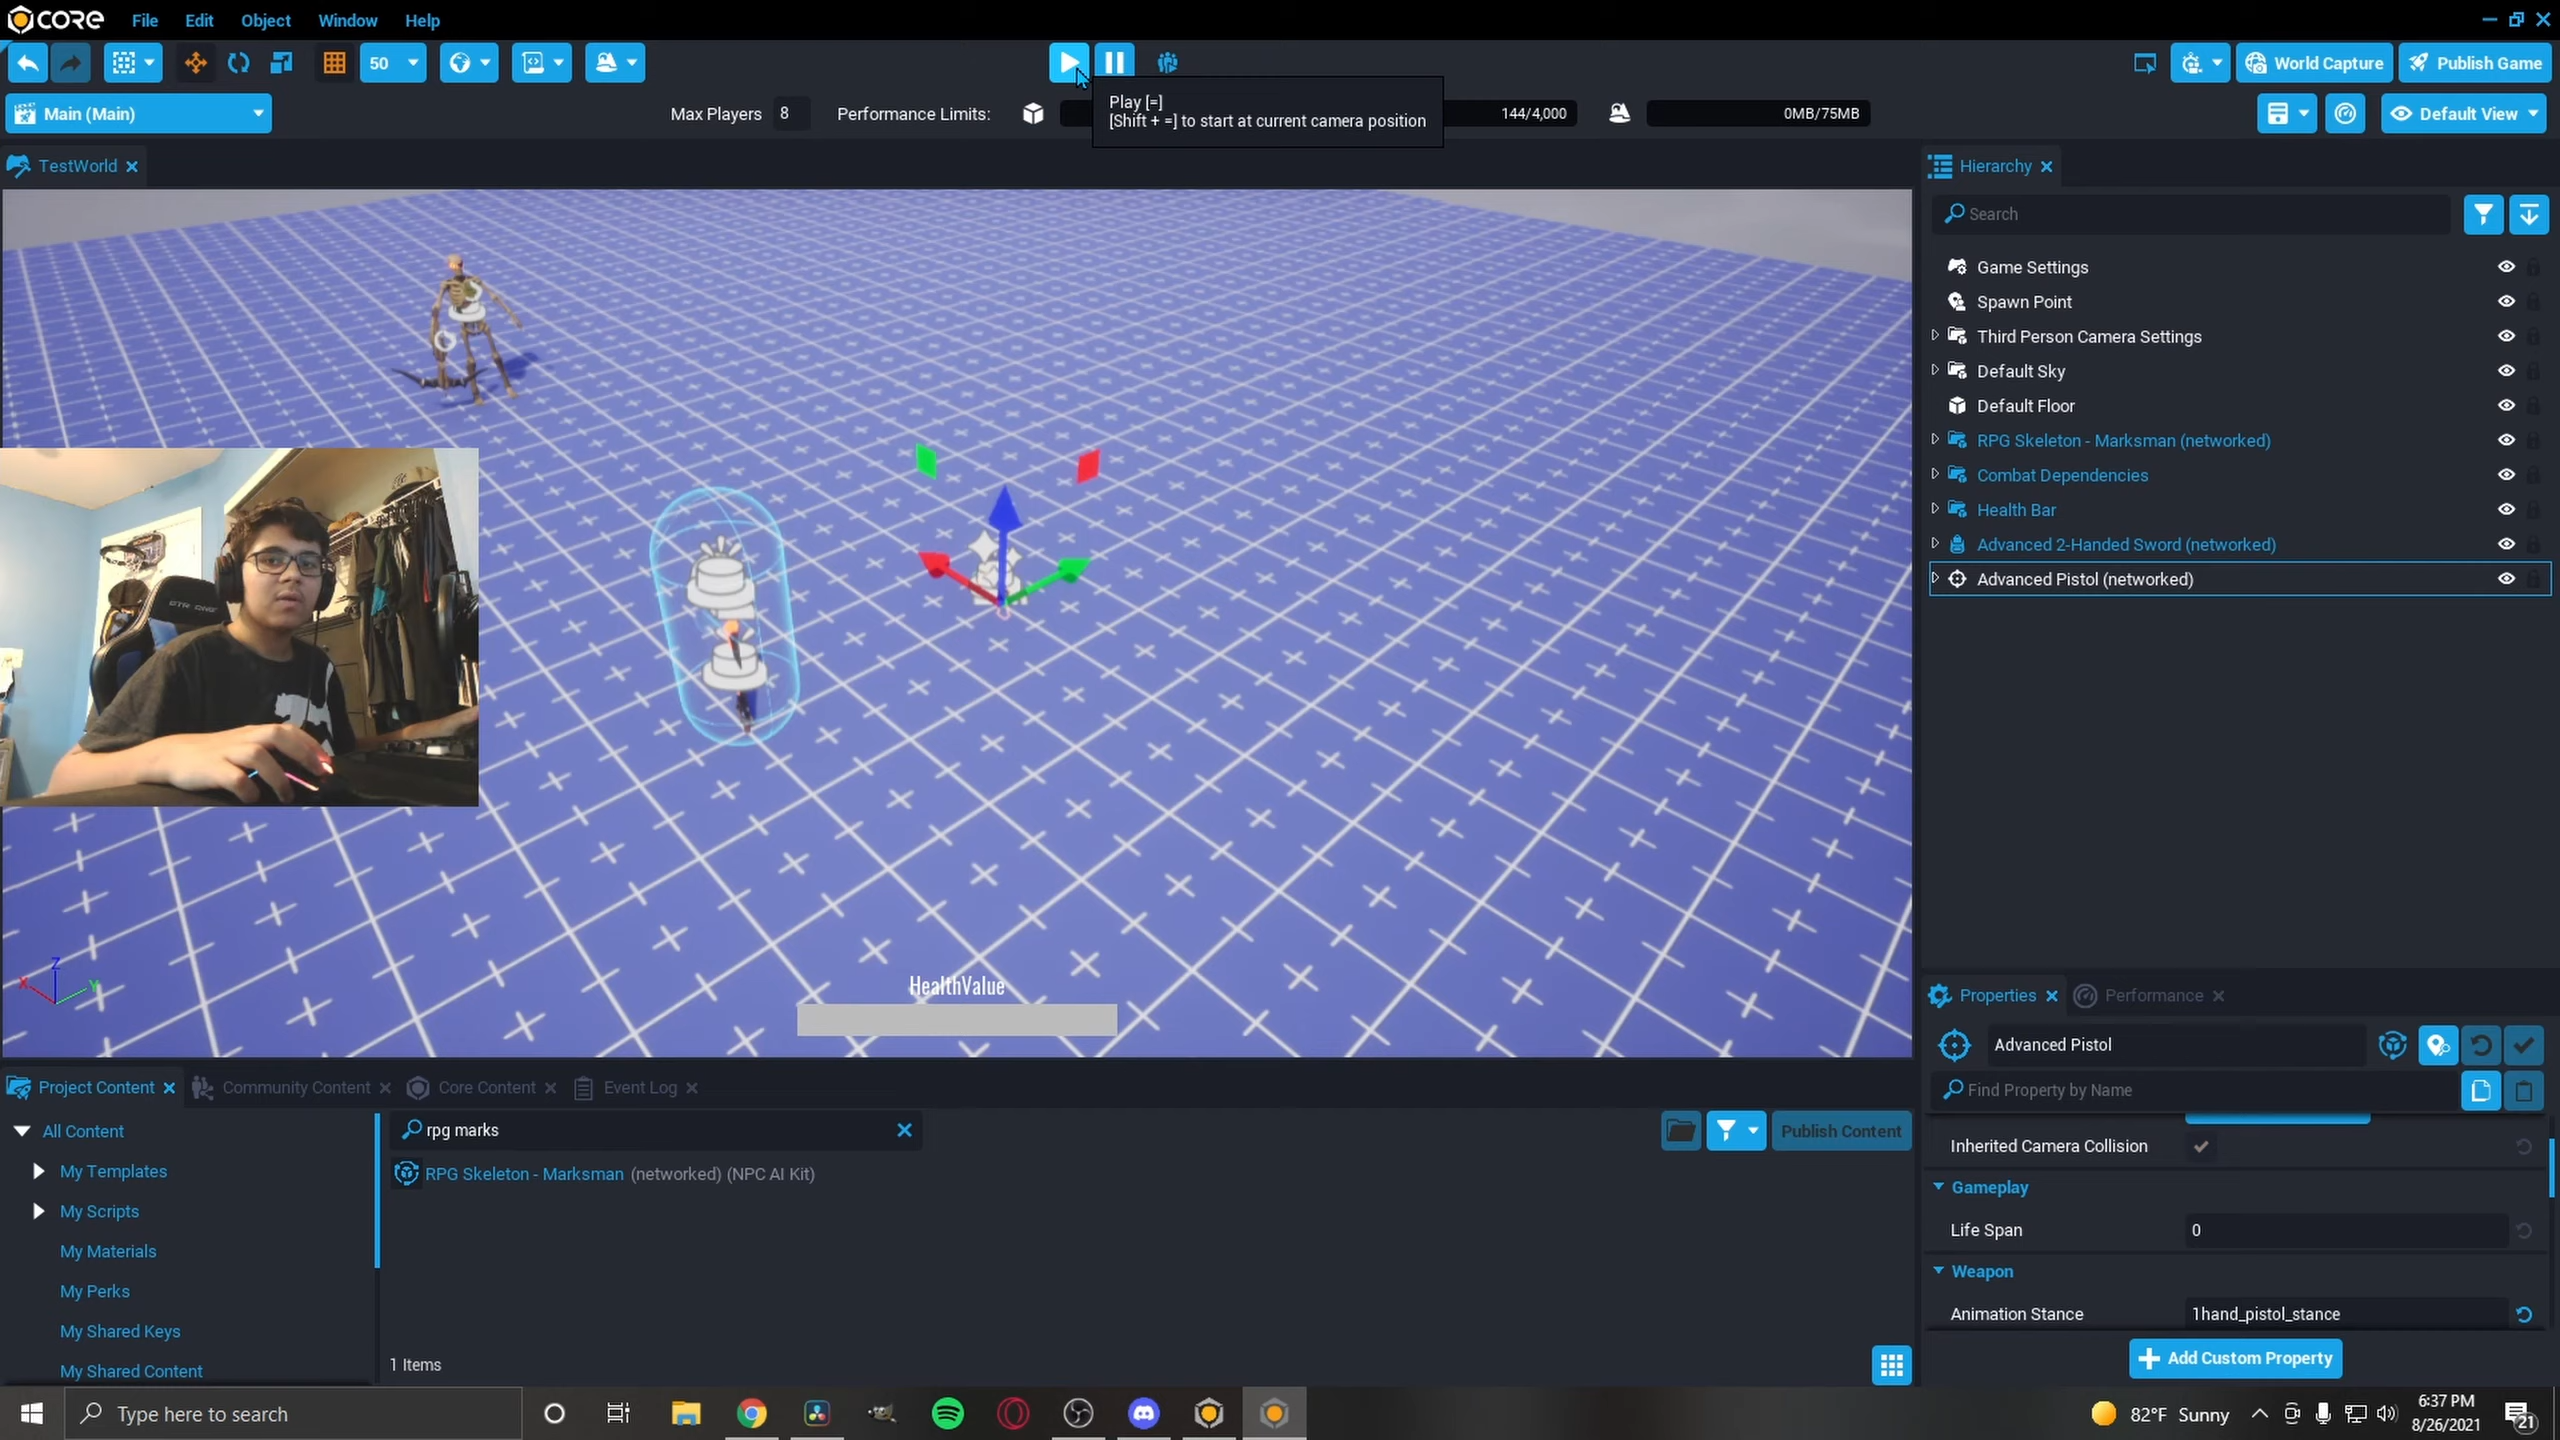 CORE File Edit Object Window Help
50 World Capture Publish Game
Main (Main) Max Players 8 Performance Limits: 144/4,000 0MB/75MB Default View
Play [=]
[Shift + =] to start at current camera position
TestWorld
Hierarchy
Search
Game Settings
Spawn Point
Third Person Camera Settings
Default Sky
Default Floor
RPG Skeleton - Marksman (networked)
Combat Dependencies
Health Bar
Advanced 2-Handed Sword (networked)
Advanced Pistol (networked)
Z
X
Y
HealthValue
Properties Performance
Advanced Pistol
Find Property by Name
Inherited Camera Collision
Gameplay
Life Span 0
Weapon
Animation Stance 1hand_pistol_stance
Add Custom Property
Project Content Community Content Core Content Event Log
All Content
My Templates
My Scripts
My Materials
My Perks
My Shared Keys
My Shared Content
rpg marks
Publish Content
RPG Skeleton - Marksman (networked) (NPC AI Kit)
1 Items
Type here to search
82°F Sunny
6:37 PM
8/26/2021
21